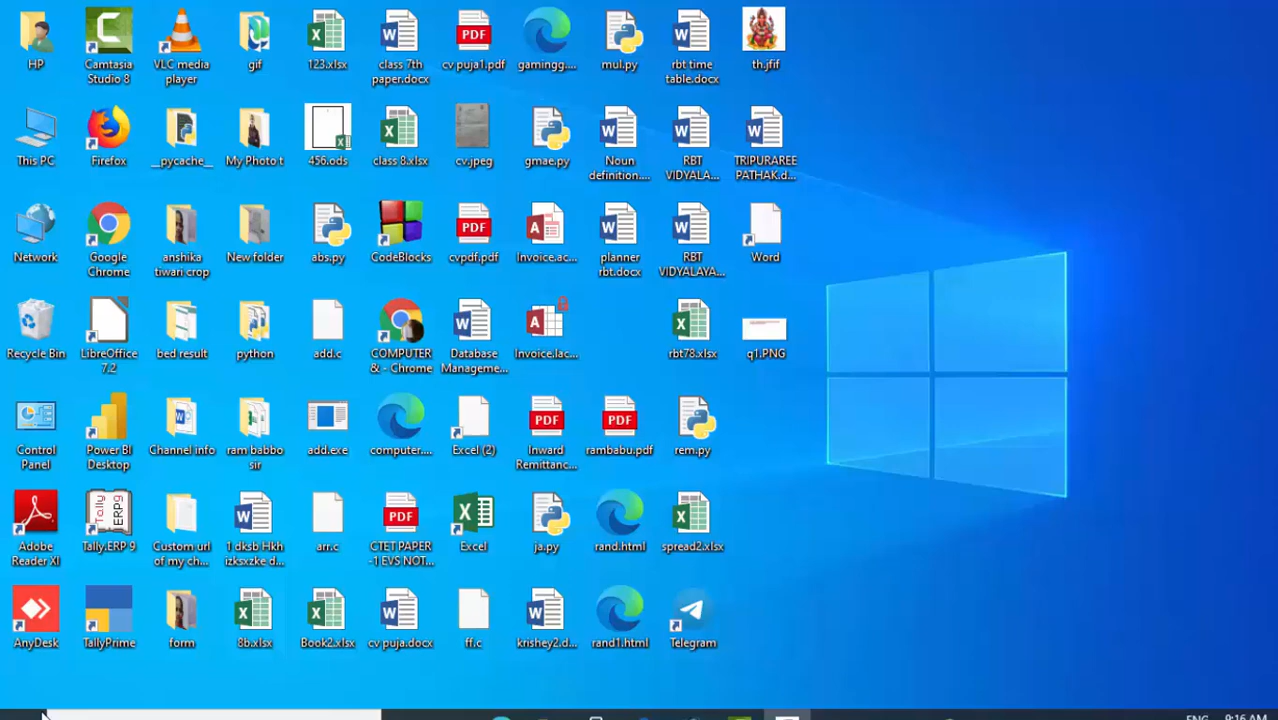 HP
Camtasia
Studio 8
VLC media
player
gif
123.xlsx
class 7th
paper.docx
PDF
cv puja1.pdf
gamingg....
mul.py
rbt time
table.docx
th.jfif
This PC
Firefox
__pycache__
My Photo t
456.ods
class 8.xlsx
cv.jpeg
gmae.py
Noun
definition....
RBT
VIDYALA...
RBT
TRIPURAREE
PATHAK.d...
Network
Google
Chrome
anshika
tiwari crop
New folder
abs.py
CodeBlocks
PDF
cvpdf.pdf
Invoice.ac...
planner
rbt.docx
RBT
VIDYALAYA...
Word
Recycle Bin
LibreOffice
7.2
bed result
python
add.c
COMPUTER
& - Chrome
Database
Manageme...
Invoice.lac...
rbt78.xlsx
q1.PNG
Control
Panel
Power BI
Desktop
Channel info
ram babbo
sir
add.exe
computer....
Excel (2)
PDF
Inward
Remittanc...
PDF
rambabu.pdf
rem.py
Adobe
Reader XI
Tally
ERP 9
Tally.ERP 9
Custom url
of my ch...
1 dksb Hkh
izksxzke d...
arr.c
PDF
CTET PAPER
-1 EVS NOT...
Excel
ja.py
rand.html
spread2.xlsx
AnyDesk
TallyPrime
form
8b.xlsx
Book2.xlsx
cv puja.docx
ff.c
krishey2.d...
rand1.html
Telegram
ENG
9:16 AM